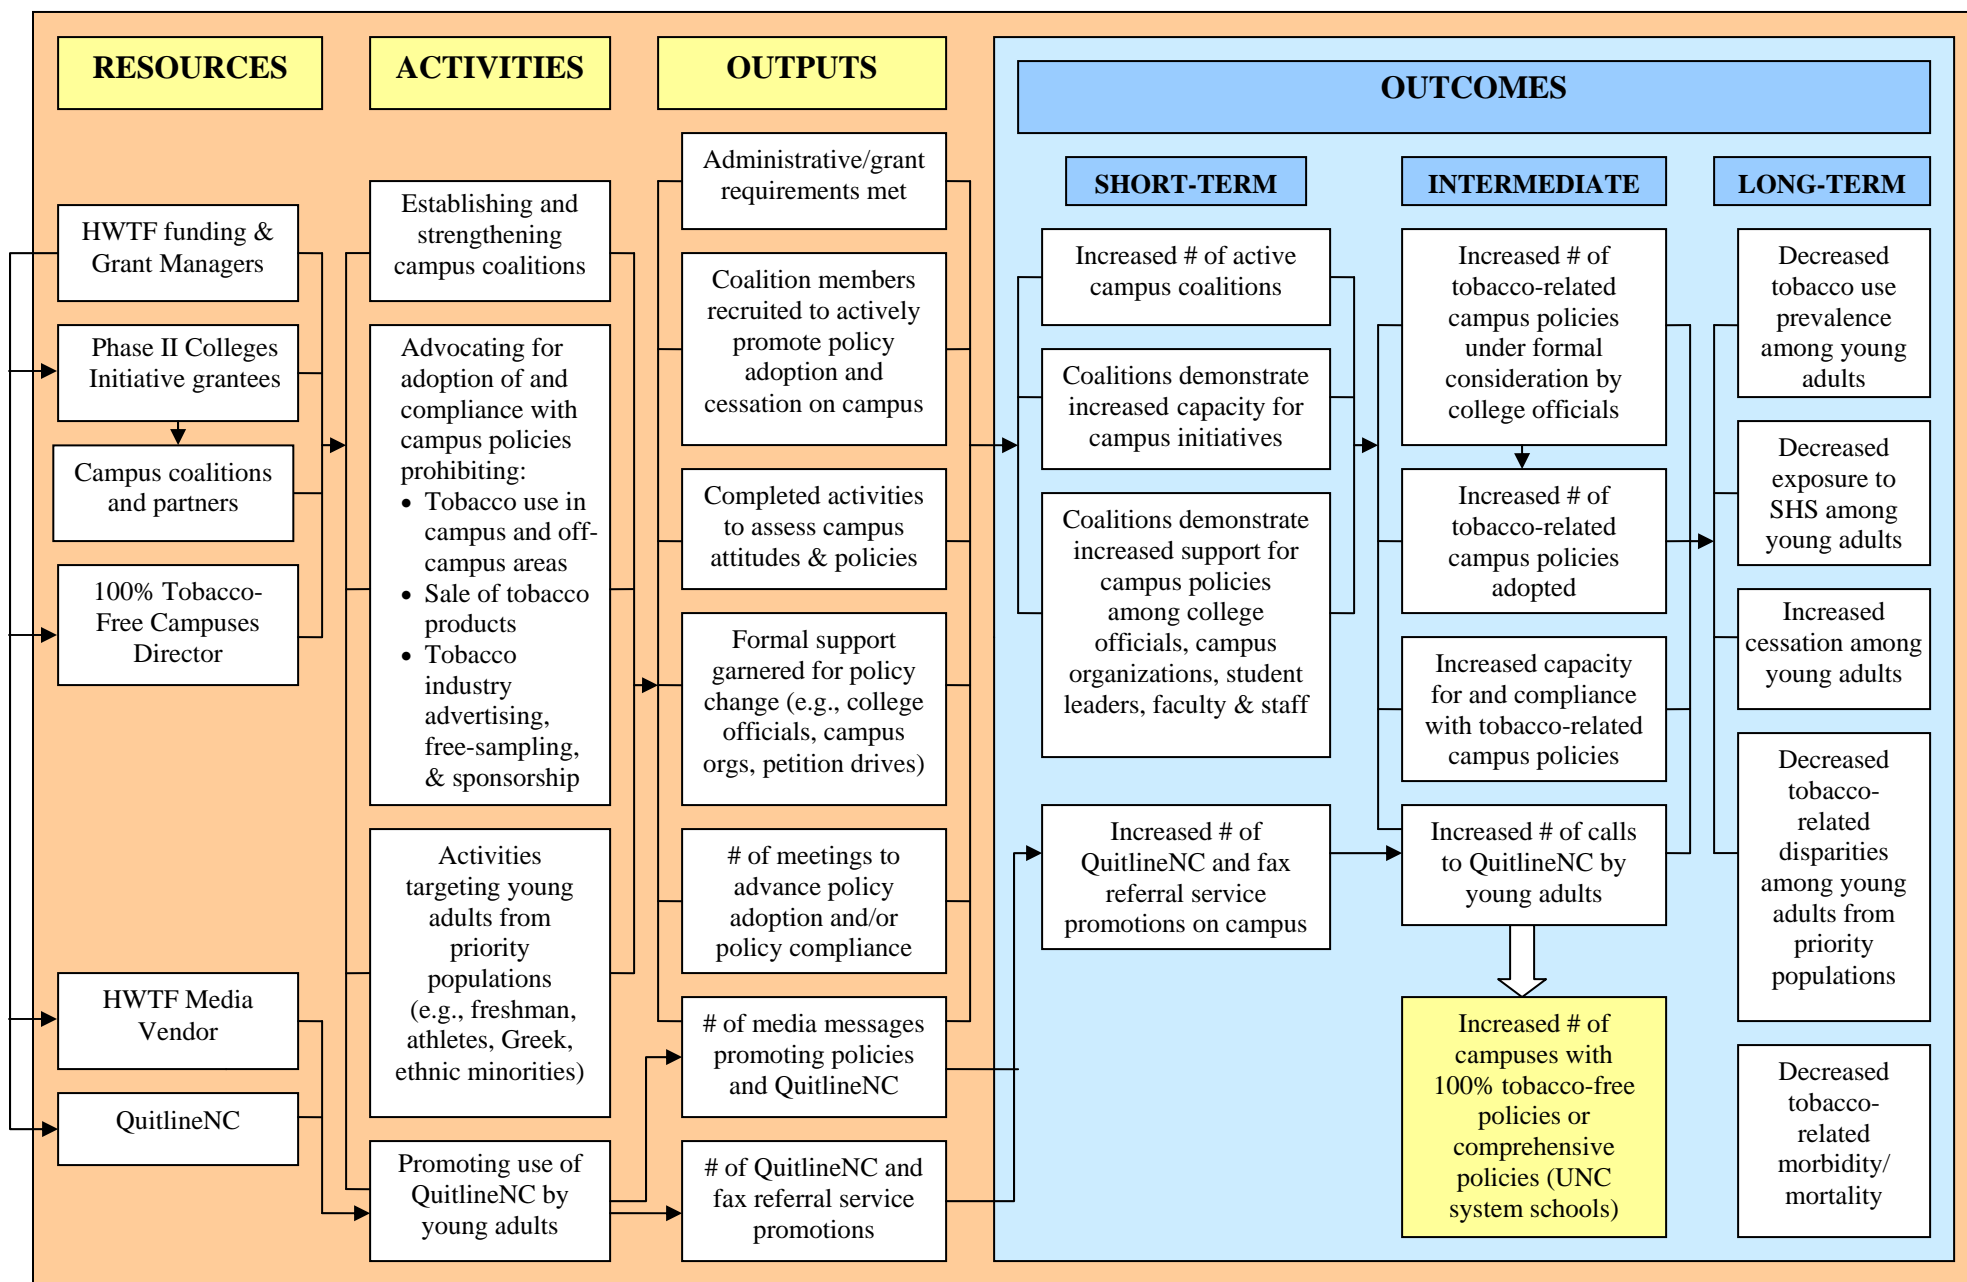 RESOURCES
HWTF funding &
Grant Managers
Phase II Colleges
Initiative grantees
Campus coalitions
and partners
100% Tobacco-
Free Campuses
Director
HWTF Media
Vendor
QuitlineNC
ACTIVITIES
Establishing and
strengthening
campus coalitions
Advocating for
adoption of and
compliance with
campus policies
prohibiting:
• Tobacco use in
campus and off-
campus areas
• Sale of tobacco
products
• Tobacco
industry
advertising,
free-sampling,
& sponsorship
Activities
targeting young
adults from
priority
populations
(e.g., freshman,
athletes, Greek,
ethnic minorities)
Promoting use of
QuitlineNC by
young adults
OUTPUTS
Administrative/grant
requirements met
Coalition members
recruited to actively
promote policy
adoption and
cessation on campus
Completed activities
to assess campus
attitudes & policies
Formal support
garnered for policy
change (e.g., college
officials, campus
orgs, petition drives)
# of meetings to
advance policy
adoption and/or
policy compliance
# of media messages
promoting policies
and QuitlineNC
# of QuitlineNC and
fax referral service
promotions
OUTCOMES
SHORT-TERM
Increased # of active
campus coalitions
Coalitions demonstrate
increased capacity for
campus initiatives
Coalitions demonstrate
increased support for
campus policies
among college
officials, campus
organizations, student
leaders, faculty & staff
Increased # of
QuitlineNC and fax
referral service
promotions on campus
INTERMEDIATE
Increased # of
tobacco-related
campus policies
under formal
consideration by
college officials
Increased # of
tobacco-related
campus policies
adopted
Increased capacity
for and compliance
with tobacco-related
campus policies
Increased # of calls
to QuitlineNC by
young adults
Increased # of
campuses with
100% tobacco-free
policies or
comprehensive
policies (UNC
system schools)
LONG-TERM
Decreased
tobacco use
prevalence
among young
adults
Decreased
exposure to
SHS among
young adults
Increased
cessation among
young adults
Decreased
tobacco-
related
disparities
among young
adults from
priority
populations
Decreased
tobacco-
related
morbidity/
mortality